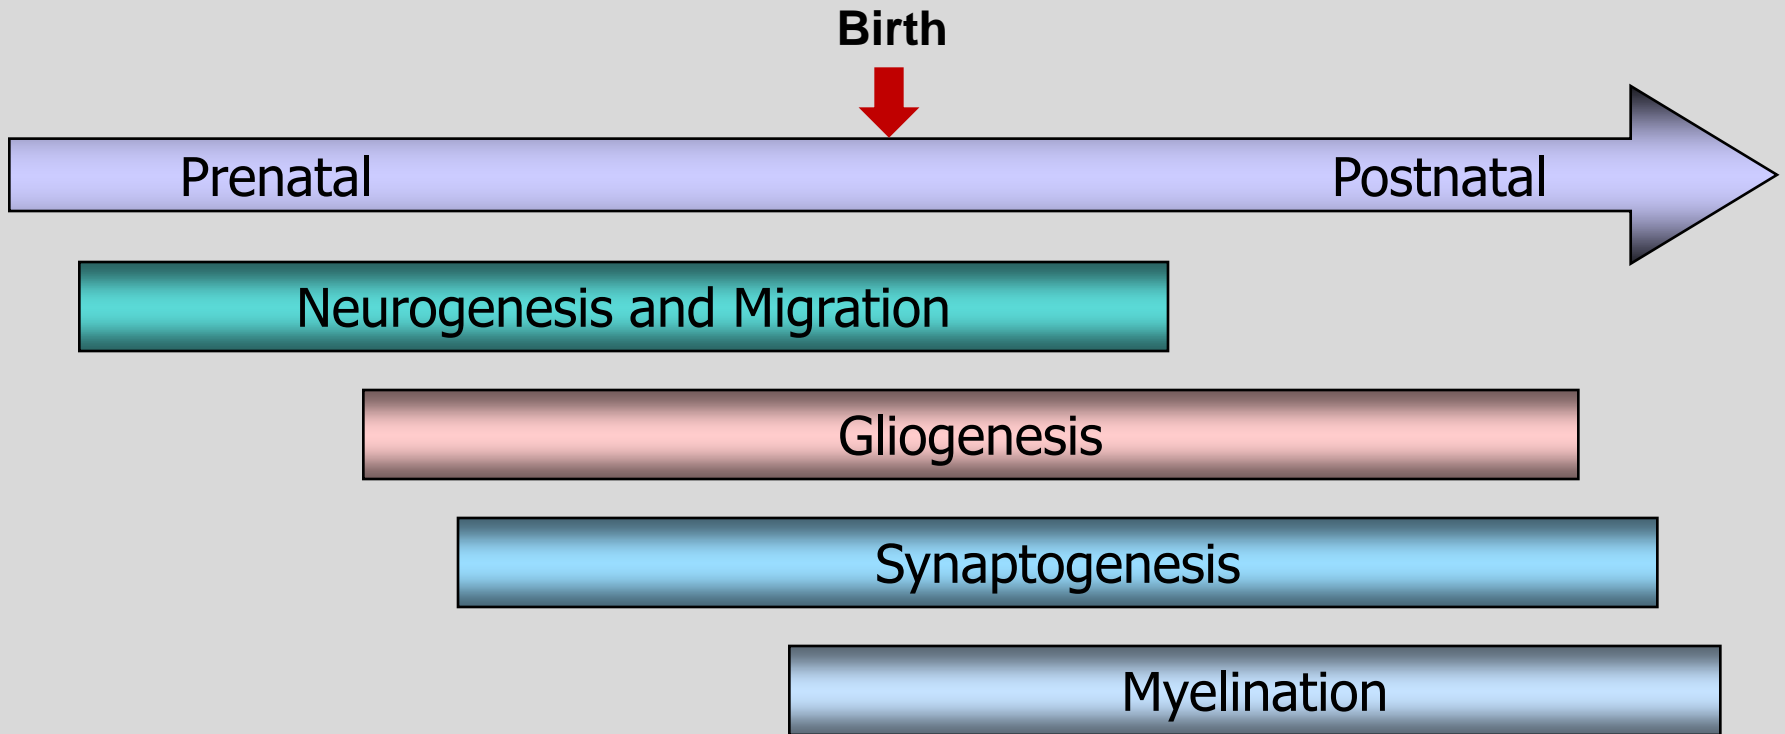 Birth
Prenatal
Postnatal
Neurogenesis and Migration
Gliogenesis
Synaptogenesis
Myelination